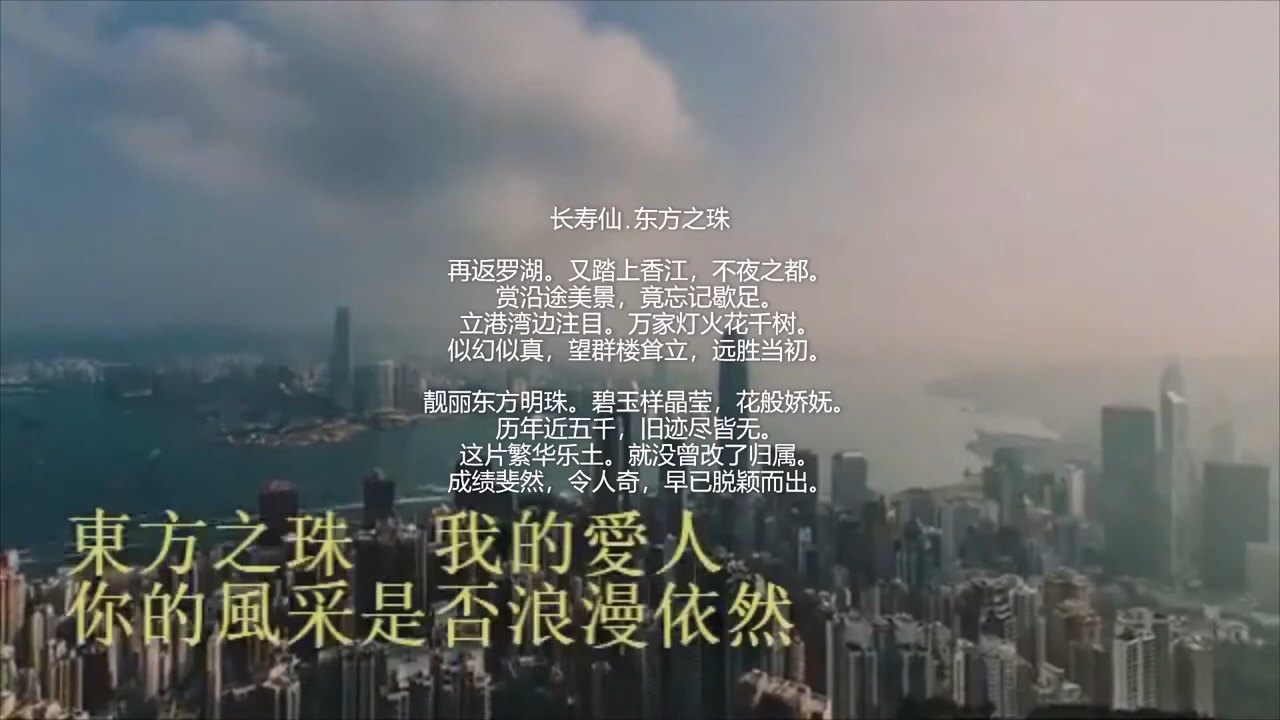 长寿仙.东方之珠
再返罗湖。又踏上香江，不夜之都。
赏沿途美景，竟忘记歇足。
立港湾边注目。万家灯火花千树。
似幻似真，望群楼耸立，远胜当初。
靓丽东方明珠。碧玉样晶莹，花般娇妩。
历年近五千，旧迹尽皆无。
这片繁华乐土。就没曾改了归属。
成绩斐然，令人奇，早已脱颖而出。
東方之珠 我的愛人
你的風采是否浪漫依然